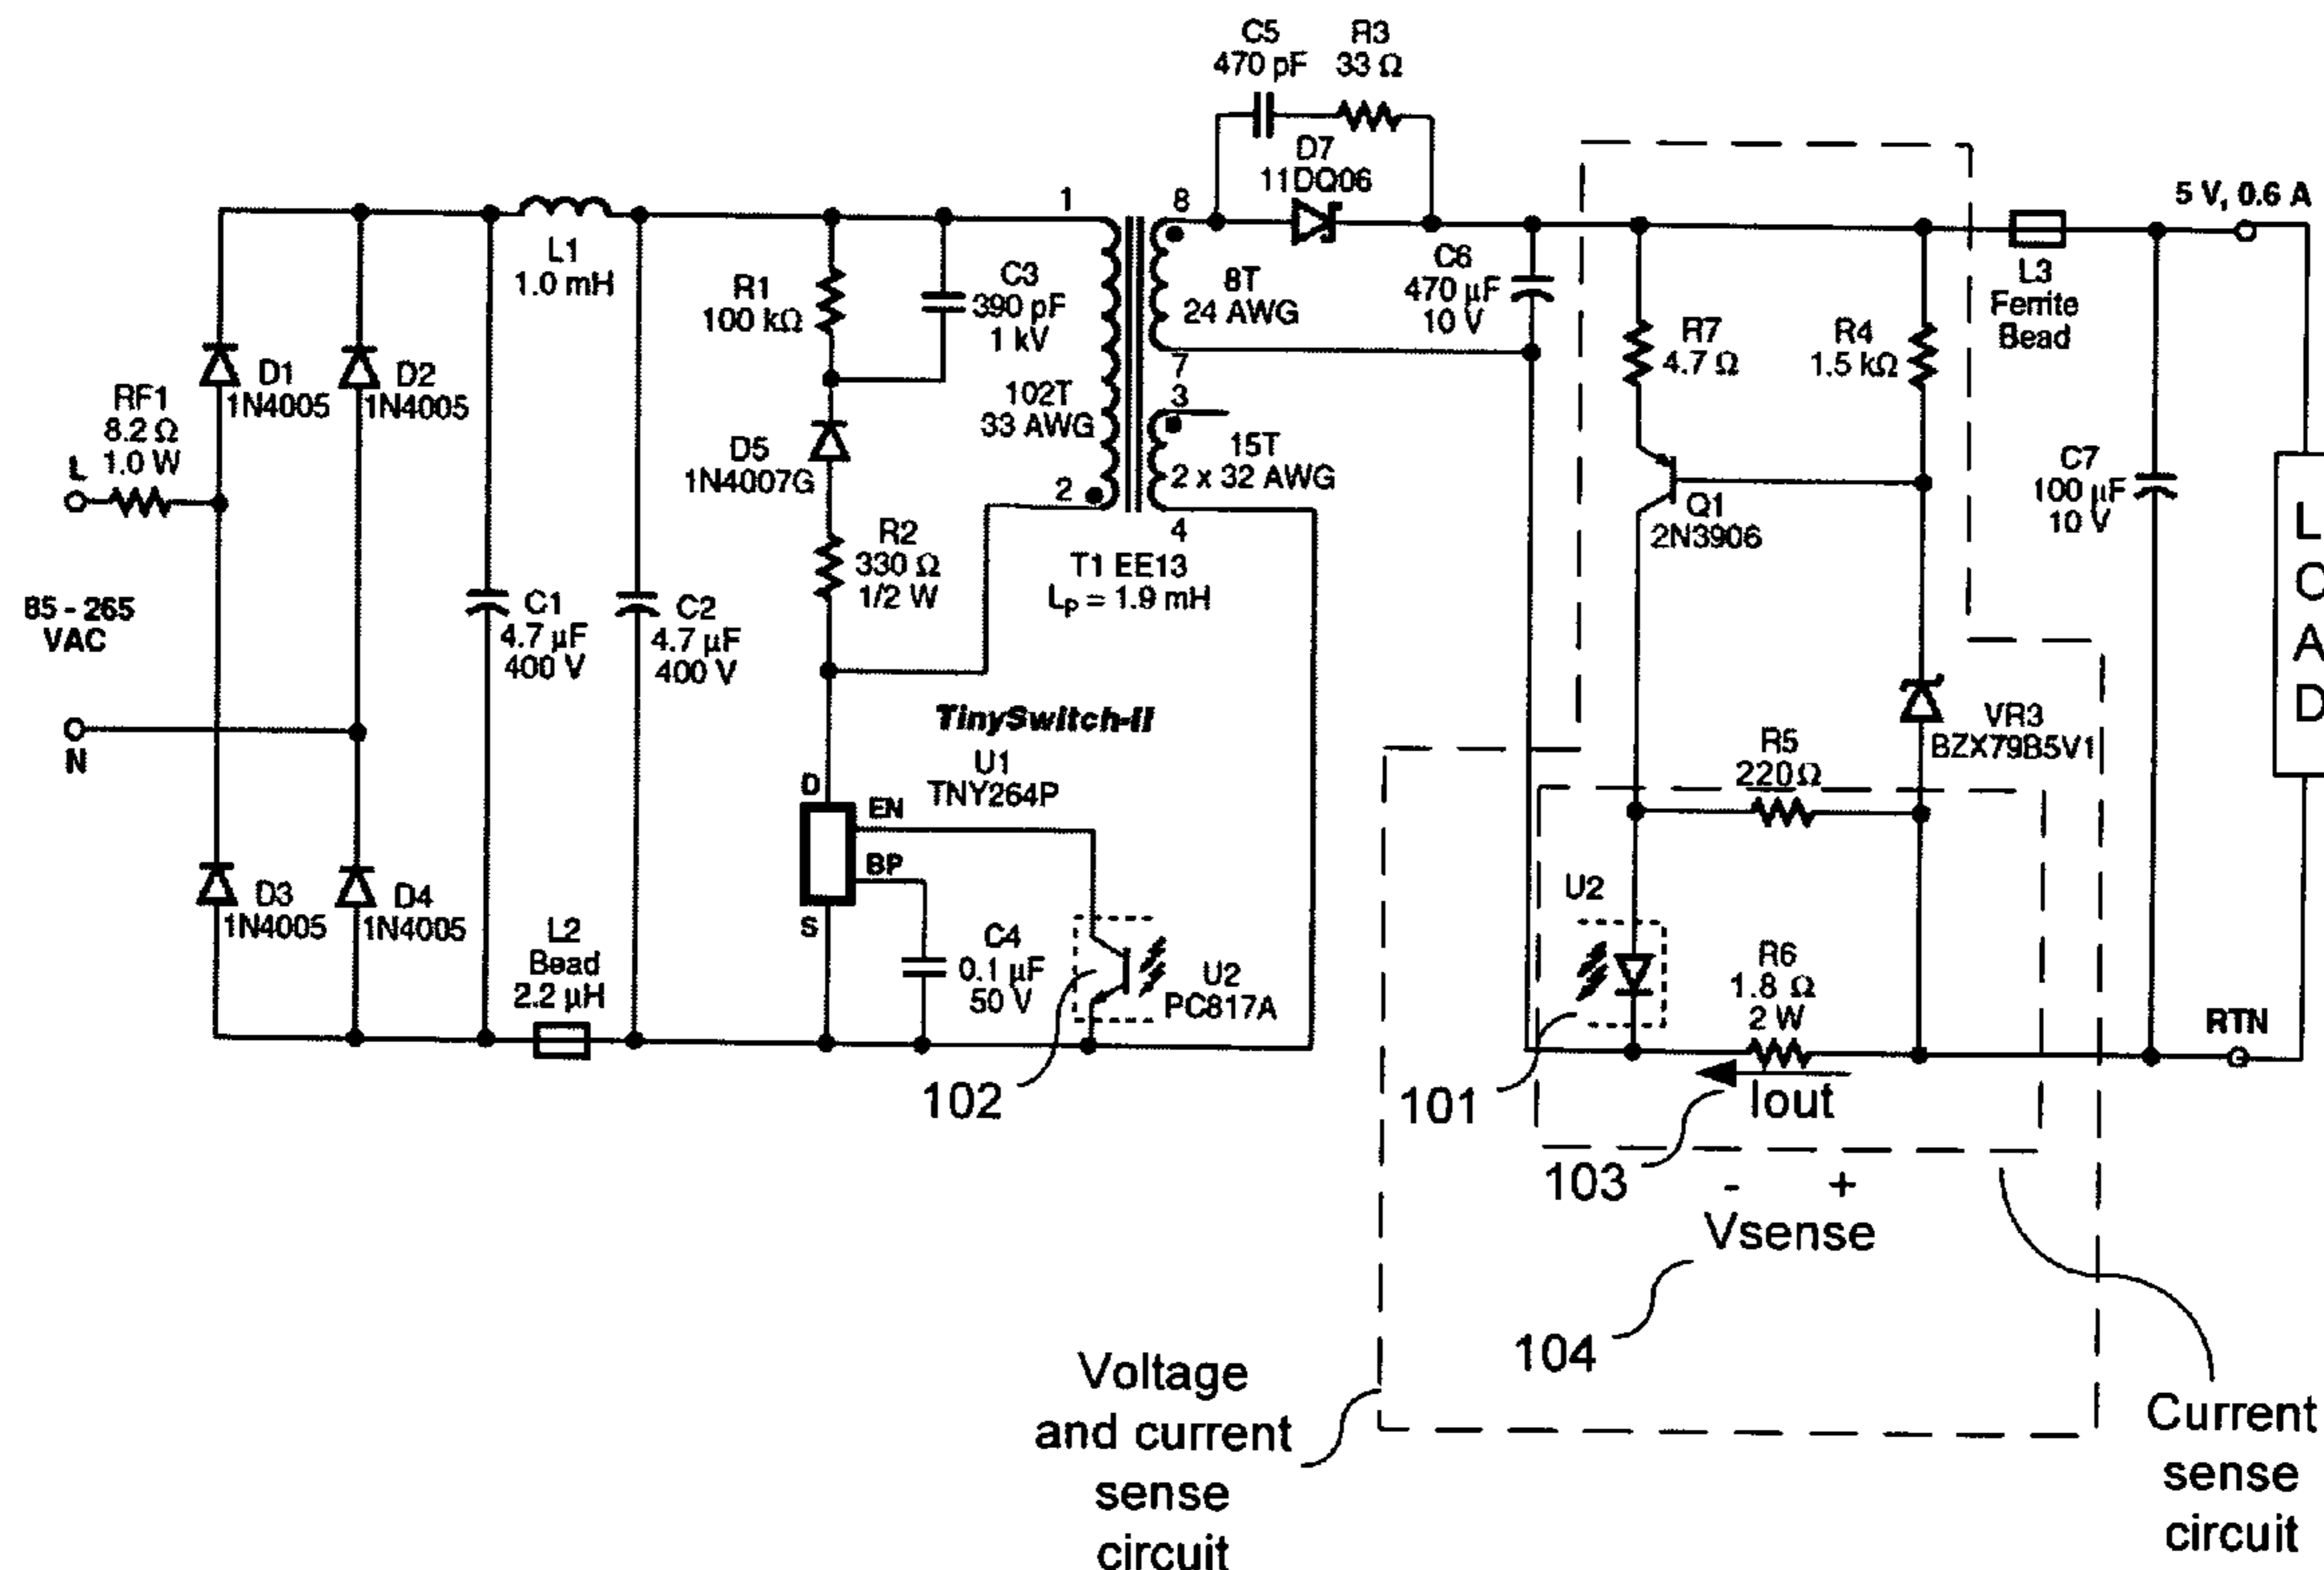 C5
470 pF
R3
33 Ω
D7
11DQ06
1
8
5 V, 0.6 A
L1
1.0 mH
R1
100 kΩ
C3
390 pF
1 kV
8T
24 AWG
C6
470 µF
10 V
L3
Ferrite
Bead
R7
4.7 Ω
R4
1.5 kΩ
7
3
D1
1N4005
D2
1N4005
RF1
8.2 Ω
1.0 W
L
102T
33 AWG
D5
1N4007G
15T
2 x 32 AWG
2
4
Q1
2N3906
C7
100 µF
10 V
L
O
A
D
R2
330 Ω
1/2 W
T1 EE13
LP = 1.9 mH
85 - 265
VAC
C1
4.7 µF
400 V
C2
4.7 µF
400 V
N
TinySwitch-II
U1
TNY264P
D
EN
BP
S
VR3
BZX79B5V1
R5
220 Ω
D3
1N4005
D4
1N4005
L2
Bead
2.2 µH
C4
0.1 µF
50 V
U2
PC817A
U2
R6
1.8 Ω
2 W
RTN
102
101
Iout
103
- +
Vsense
104
Voltage
and current
sense
circuit
Current
sense
circuit